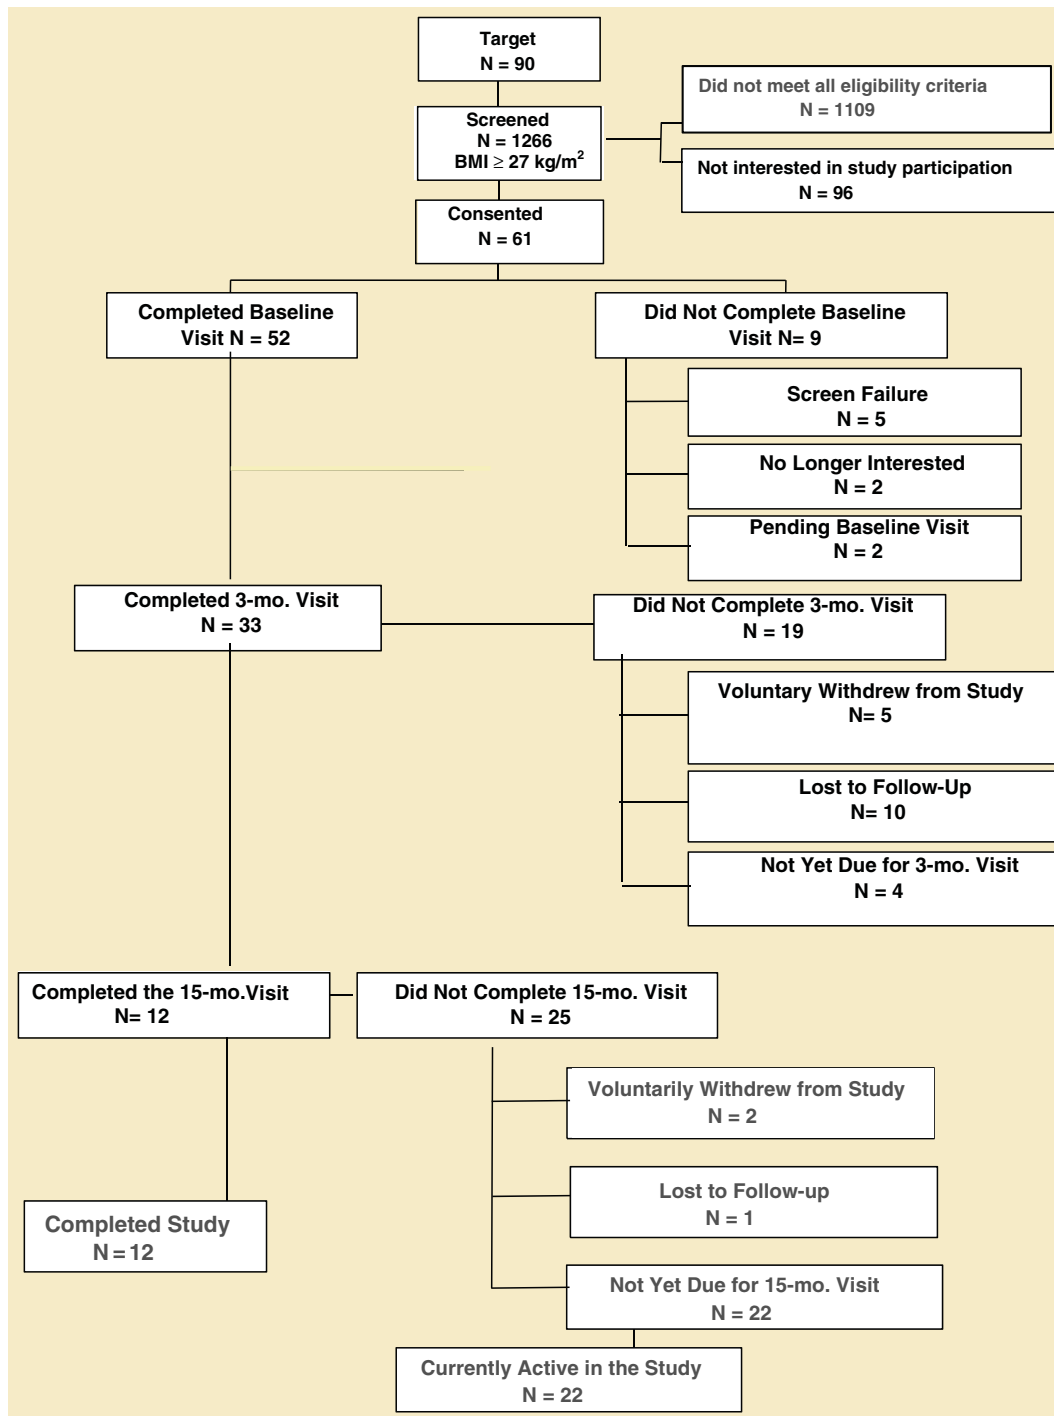 Target
N = 90
Did not meet all eligibility criteria
N = 1109
Screened
N = 1266
BMI ≥ 27 kg/m²
Not interested in study participation
N = 96
Consented
N = 61
Completed Baseline
Visit N = 52
Did Not Complete Baseline
Visit N= 9
Screen Failure
N = 5
No Longer Interested
N = 2
Pending Baseline Visit
N = 2
Completed 3-mo. Visit
N = 33
Did Not Complete 3-mo. Visit
N = 19
Voluntary Withdrew from Study
N= 5
Lost to Follow-Up
N= 10
Not Yet Due for 3-mo. Visit
N = 4
Completed the 15-mo.Visit
N= 12
Did Not Complete 15-mo. Visit
N = 25
Voluntarily Withdrew from Study
N = 2
Lost to Follow-up
N = 1
Completed Study
N = 12
Not Yet Due for 15-mo. Visit
N = 22
Currently Active in the Study
N = 22